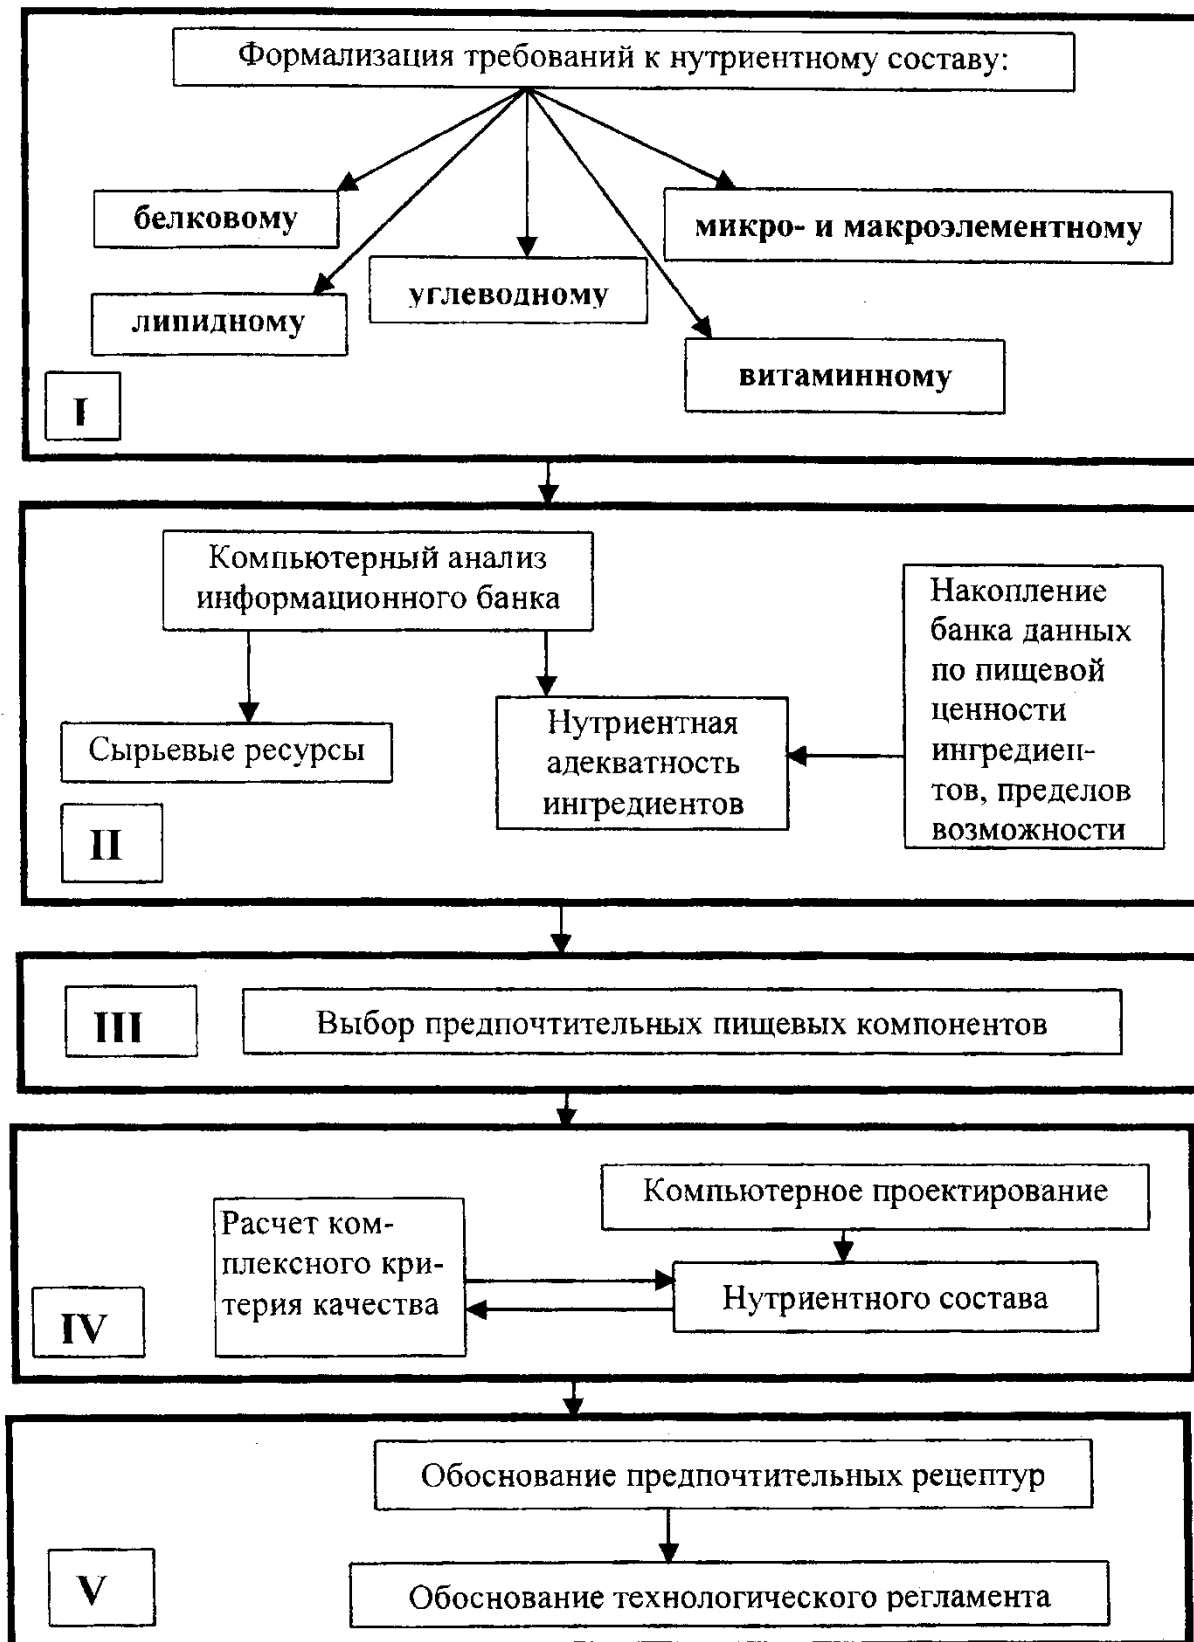 Формализация требований к нутриентному составу:
белковому
микро- и макроэлементному
углеводному
липидному
витаминному
I
Компьютерный анализ
информационного банка
Накопление
банка данных
по пищевой
ценности
ингредиен-
тов, пределов
возможности
Сырьевые ресурсы
Нутриентная
адекватность
ингредиентов
II
III
Выбор предпочтительных пищевых компонентов
Компьютерное проектирование
Расчет ком-
плексного кри-
терия качества
Нутриентного состава
IV
Обоснование предпочтительных рецептур
V
Обоснование технологического регламента